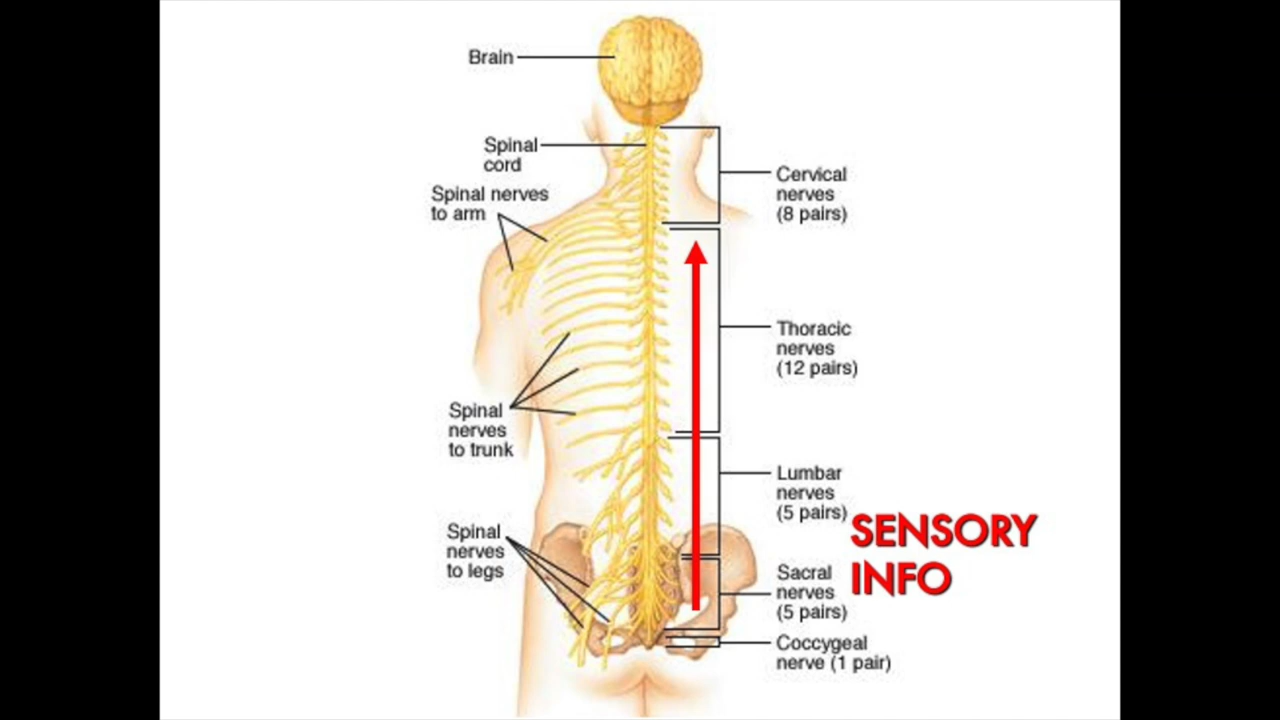 Brain
Spinal
cord
Spinal nerves
to arm
Cervical
nerves
(8 pairs)
Thoracic
nerves
(12 pairs)
Spinal
nerves
to trunk
Lumbar
nerves
(5 pairs)
SENSORY
INFO
Spinal
nerves
to legs
Sacral
nerves
(5 pairs)
Coccygeal
nerve (1 pair)